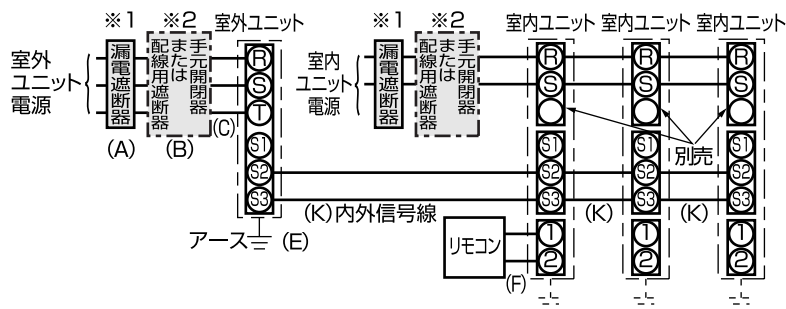 ※1
※2
室外ユニット
※1
※2
室内ユニット
室内ユニット
室内ユニット
室外
ユニット
電源
漏電遮断器
手元開閉器
または
配線用遮断器
R
S
T
S1
S2
S3
室内
ユニット
電源
漏電遮断器
手元開閉器
または
配線用遮断器
R
S
S1
S2
S3
1
2
R
S
S1
S2
S3
1
2
R
S
S1
S2
S3
1
2
(A)
(B)
(C)
別売
(K)内外信号線
(K)
(K)
アース
(E)
リモコン
(F)